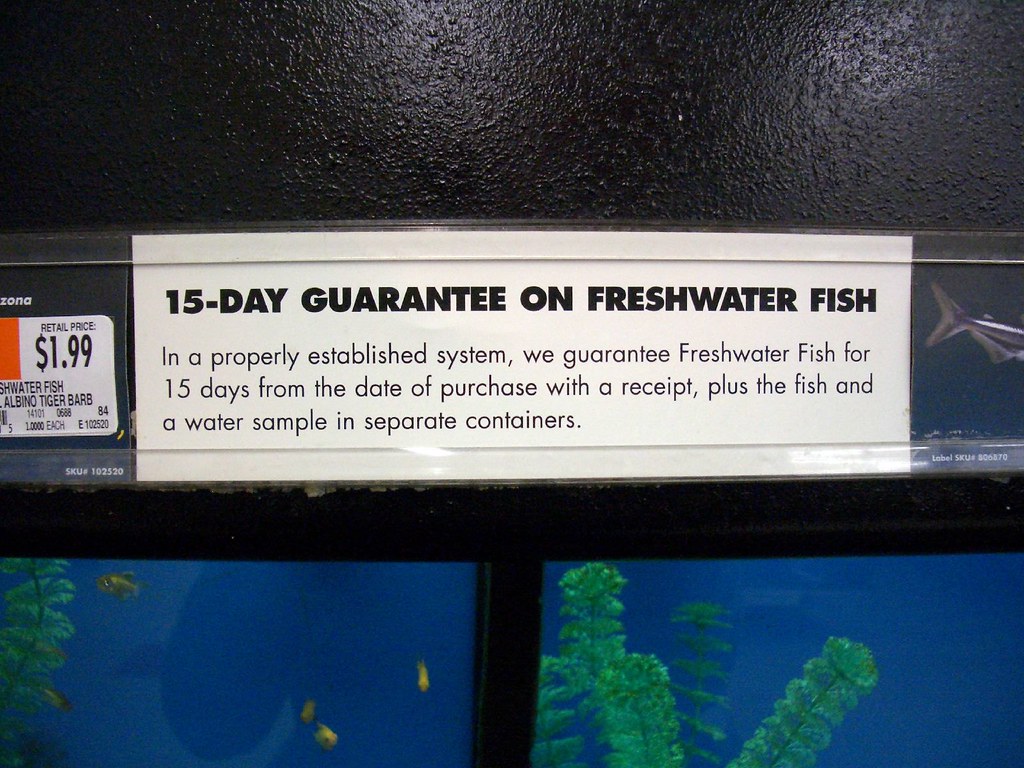 zona
RETAIL PRICE:
$1.99
SHWATER FISH
ALBINO TIGER BARB
14101 0688 84
5 1.0000 EACH E 102520
SKU# 102520
15-DAY GUARANTEE ON FRESHWATER FISH
In a properly established system, we guarantee Freshwater Fish for
15 days from the date of purchase with a receipt, plus the fish and
a water sample in separate containers.
Label SKU# 806870